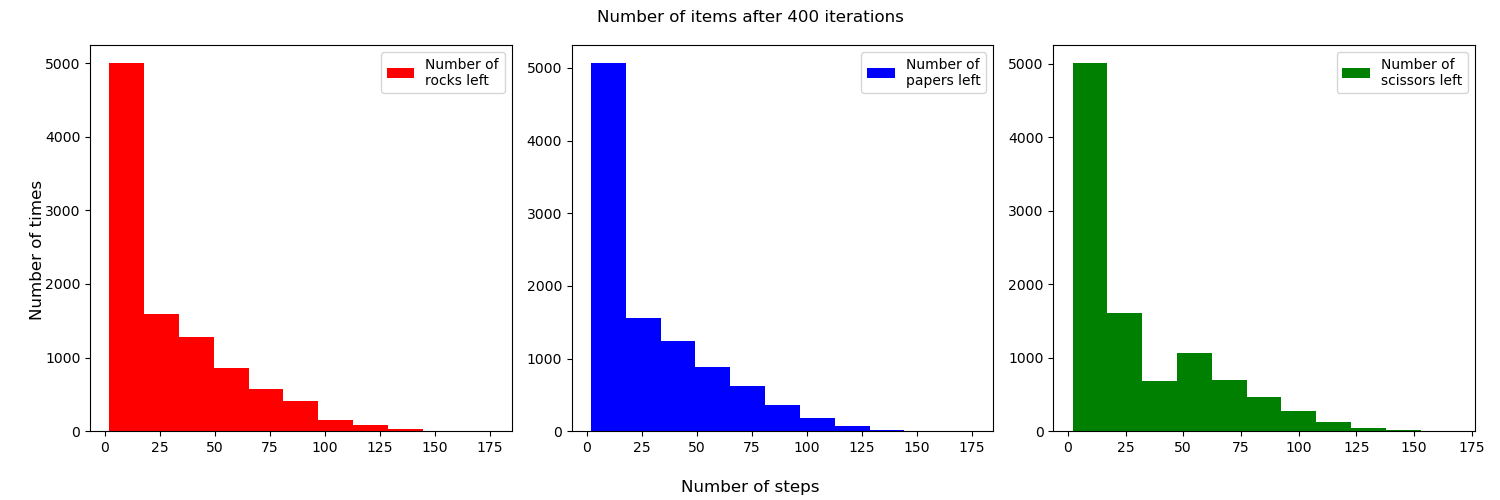 Number of items after 400 iterations
Number of times
5000
4000
3000
2000
1000
0
Number of
rocks left
0 25 50 75 100 125 150 175
5000
4000
3000
2000
1000
0
Number of
papers left
0 25 50 75 100 125 150 175
5000
4000
3000
2000
1000
0
Number of
scissors left
0 25 50 75 100 125 150 175
Number of steps